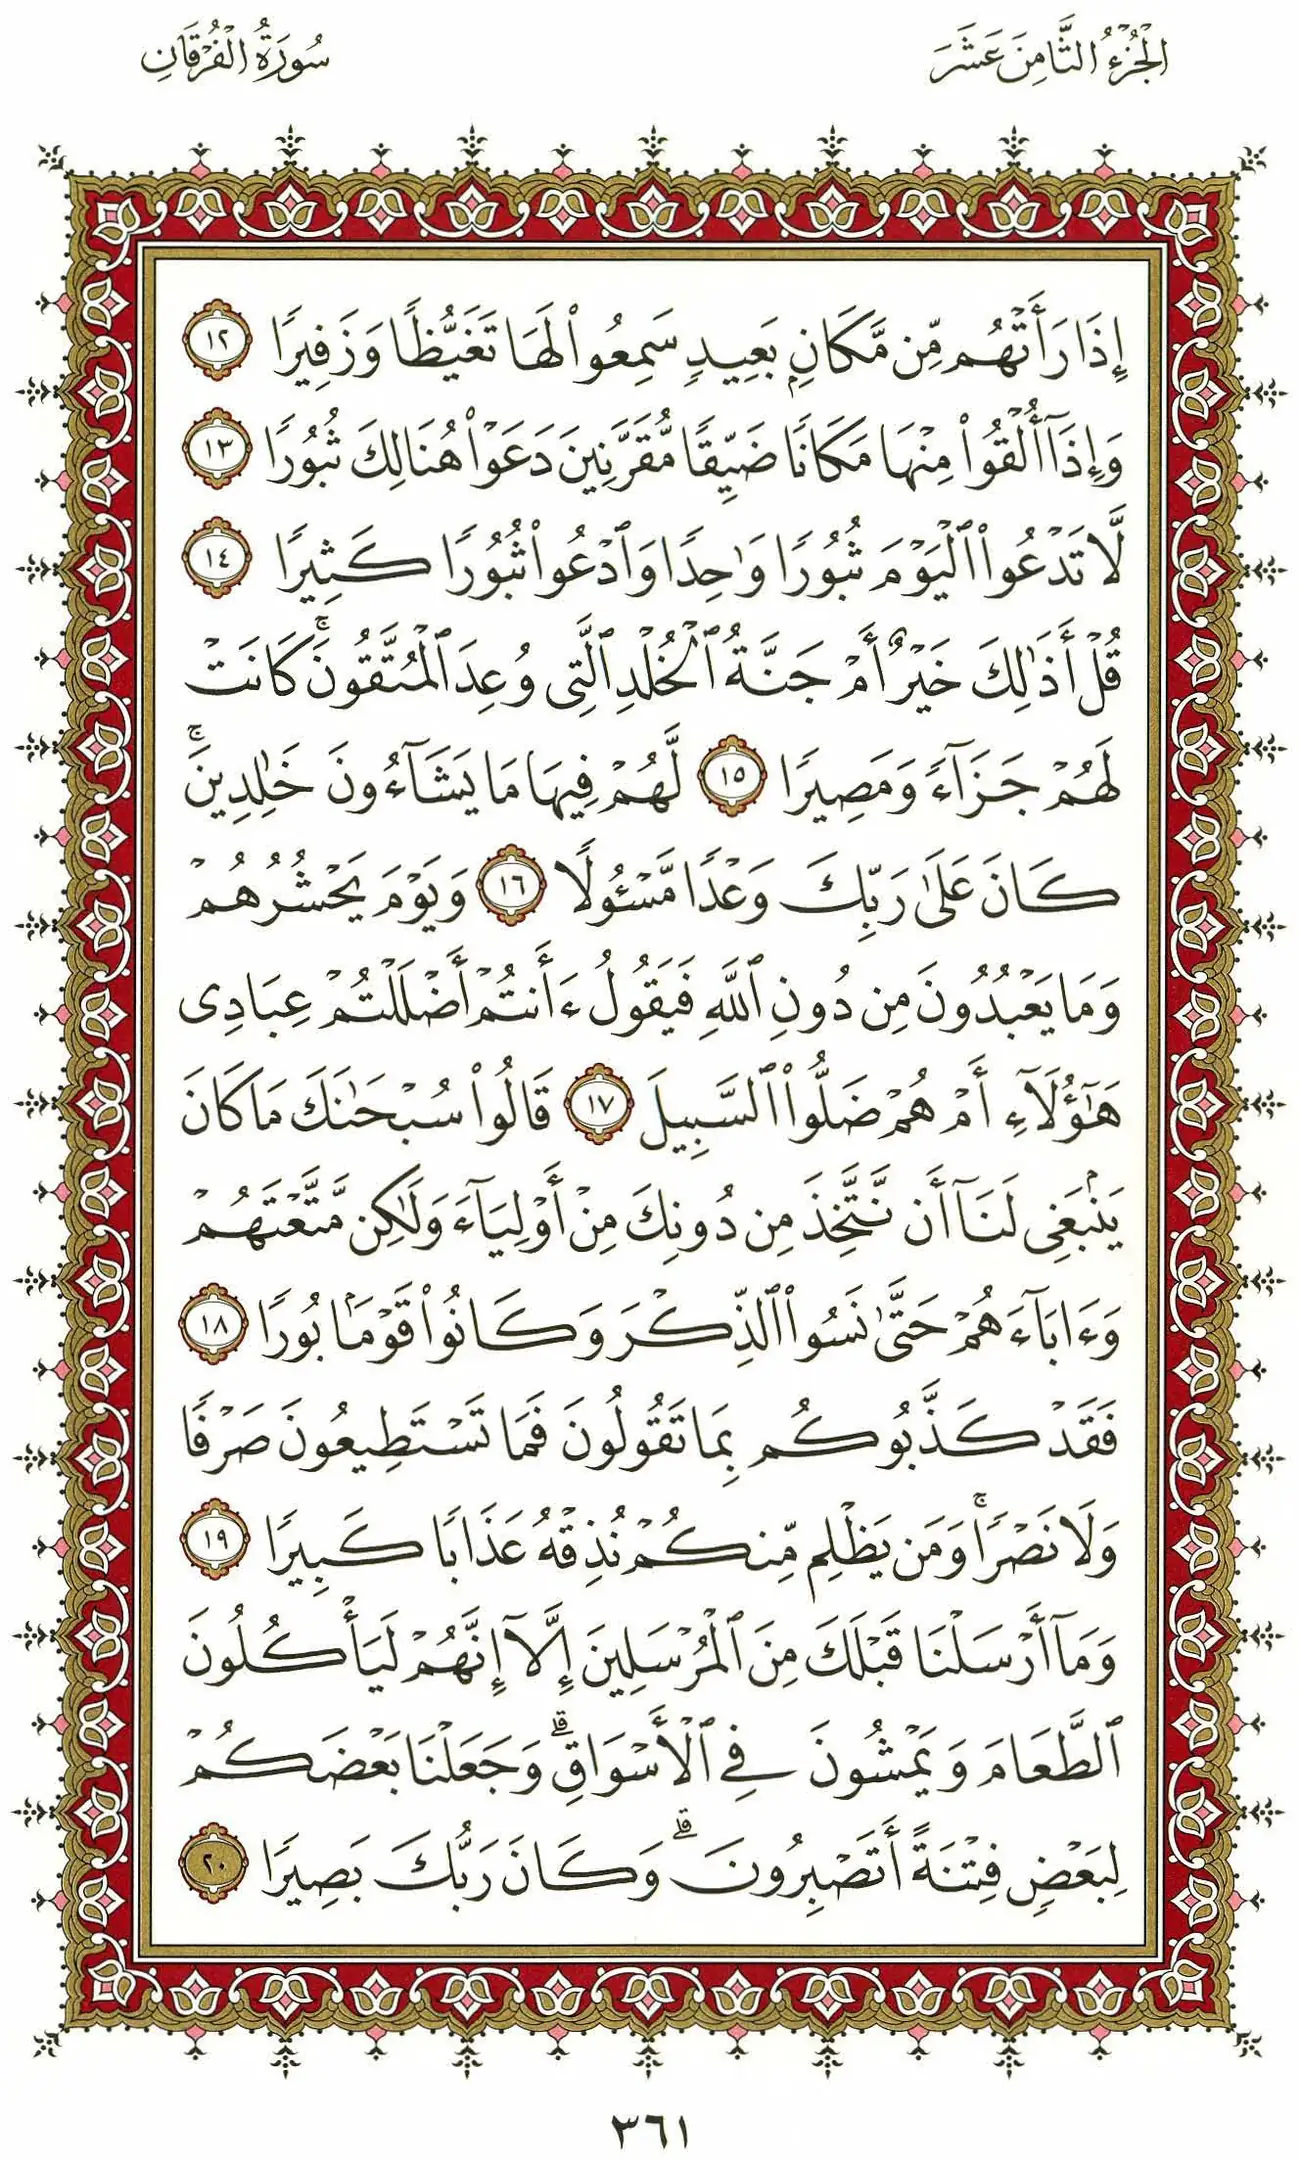 الجزء الثامن عشر
سورة الفرقان
إِذَا رَأَتْهُم مِّن مَّكَانِۭ بَعِيدٍ سَمِعُوا۟ لَهَا تَغَيُّظًا وَزَفِيرًا ١٢
وَإِذَآ أُلْقُوا۟ مِنْهَا مَكَانًا ضَيِّقًا مُّقَرَّنِينَ دَعَوْا۟ هُنَالِكَ ثُبُورًا ١٣
لَّا تَدْعُوا۟ ٱلْيَوْمَ ثُبُورًا وَٰحِدًا وَٱدْعُوا۟ ثُبُورًا كَثِيرًا ١٤
قُلْ أَذَٰلِكَ خَيْرٌ أَمْ جَنَّةُ ٱلْخُلْدِ ٱلَّتِى وُعِدَ ٱلْمُتَّقُونَ ۚ كَانَتْ
لَهُمْ جَزَآءً وَمَصِيرًا ١٥ لَّهُمْ فِيهَا مَا يَشَآءُونَ خَٰلِدِينَ ۚ
كَانَ عَلَىٰ رَبِّكَ وَعْدًا مَّسْـُٔولًا ١٦ وَيَوْمَ يَحْشُرُهُمْ
وَمَا يَعْبُدُونَ مِن دُونِ ٱللَّهِ فَيَقُولُ ءَأَنتُمْ أَضْلَلْتُمْ عِبَادِى
هَٰٓؤُلَآءِ أَمْ هُمْ ضَلُّوا۟ ٱلسَّبِيلَ ١٧ قَالُوا۟ سُبْحَٰنَكَ مَا كَانَ
يَنۢبَغِى لَنَآ أَن نَّتَّخِذَ مِن دُونِكَ مِنْ أَوْلِيَآءَ وَلَٰكِن مَّتَّعْتَهُمْ
وَءَابَآءَهُمْ حَتَّىٰ نَسُوا۟ ٱلذِّكْرَ وَكَانُوا۟ قَوْمًۢا بُورًا ١٨
فَقَدْ كَذَّبُوكُم بِمَا تَقُولُونَ فَمَا تَسْتَطِيعُونَ صَرْفًا
وَلَا نَصْرًا ۚ وَمَن يَظْلِم مِّنكُمْ نُذِقْهُ عَذَابًا كَبِيرًا ١٩
وَمَآ أَرْسَلْنَا قَبْلَكَ مِنَ ٱلْمُرْسَلِينَ إِلَّآ إِنَّهُمْ لَيَأْكُلُونَ
ٱلطَّعَامَ وَيَمْشُونَ فِى ٱلْأَسْوَاقِ ۗ وَجَعَلْنَا بَعْضَكُمْ
لِبَعْضٍ فِتْنَةً أَتَصْبِرُونَ ۗ وَكَانَ رَبُّكَ بَصِيرًا ٢٠
٣٦١